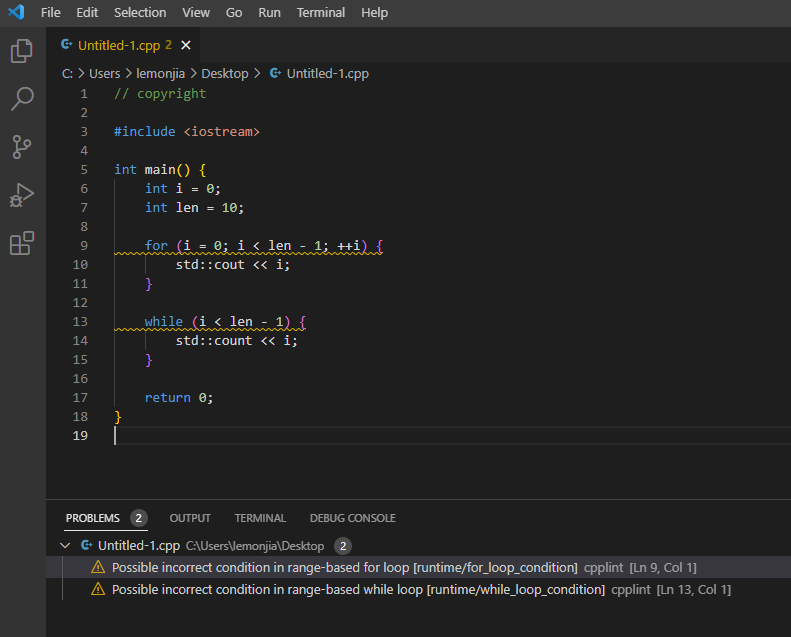 File Edit Selection View Go Run Terminal Help
Untitled-1.cpp 2
C: > Users > lemonjia > Desktop > Untitled-1.cpp
1 // copyright
2
3 #include <iostream>
4
5 int main() {
6 int i = 0;
7 int len = 10;
8
9 for (i = 0; i < len - 1; ++i) {
10 std::cout << i;
11 }
12
13 while (i < len - 1) {
14 std::count << i;
15 }
16
17 return 0;
18 }
19
PROBLEMS 2 OUTPUT TERMINAL DEBUG CONSOLE
Untitled-1.cpp C:\Users\lemonjia\Desktop 2
Possible incorrect condition in range-based for loop [runtime/for_loop_condition] cpplint [Ln 9, Col 1]
Possible incorrect condition in range-based while loop [runtime/while_loop_condition] cpplint [Ln 13, Col 1]